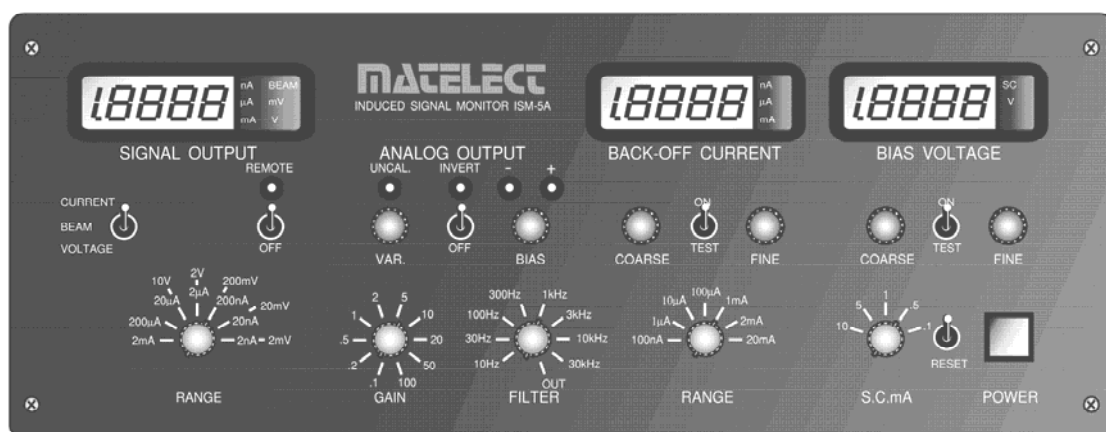 MATELECT
INDUCED SIGNAL MONITOR ISM-5A
1.8888
nA BEAM
µA mV
mA V
SIGNAL OUTPUT
REMOTE
OFF
CURRENT
BEAM
VOLTAGE
10V 2V 200mV
20µA 2µA 200nA 20mV
200µA 20nA
2mA 2nA 2mV
RANGE
ANALOG OUTPUT
UNCAL. INVERT - +
VAR. OFF BIAS
2 5
1 10
.5 20
.2 50
.1 100
GAIN
300Hz 1kHz
100Hz 3kHz
30Hz 10kHz
10Hz 30kHz
OUT
FILTER
1.8888
nA
µA
mA
BACK-OFF CURRENT
ON
COARSE TEST FINE
100µA
10µA 1mA
1µA 2mA
100nA 20mA
RANGE
1.8888
SC
V
BIAS VOLTAGE
ON
COARSE TEST FINE
1
5 .5
10 .1
S.C.mA
RESET
POWER